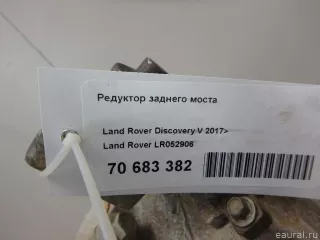 Редуктор заднего моста
Land Rover Discovery V 2017>
Land Rover LR052906
70 683 382
© eaural.ru